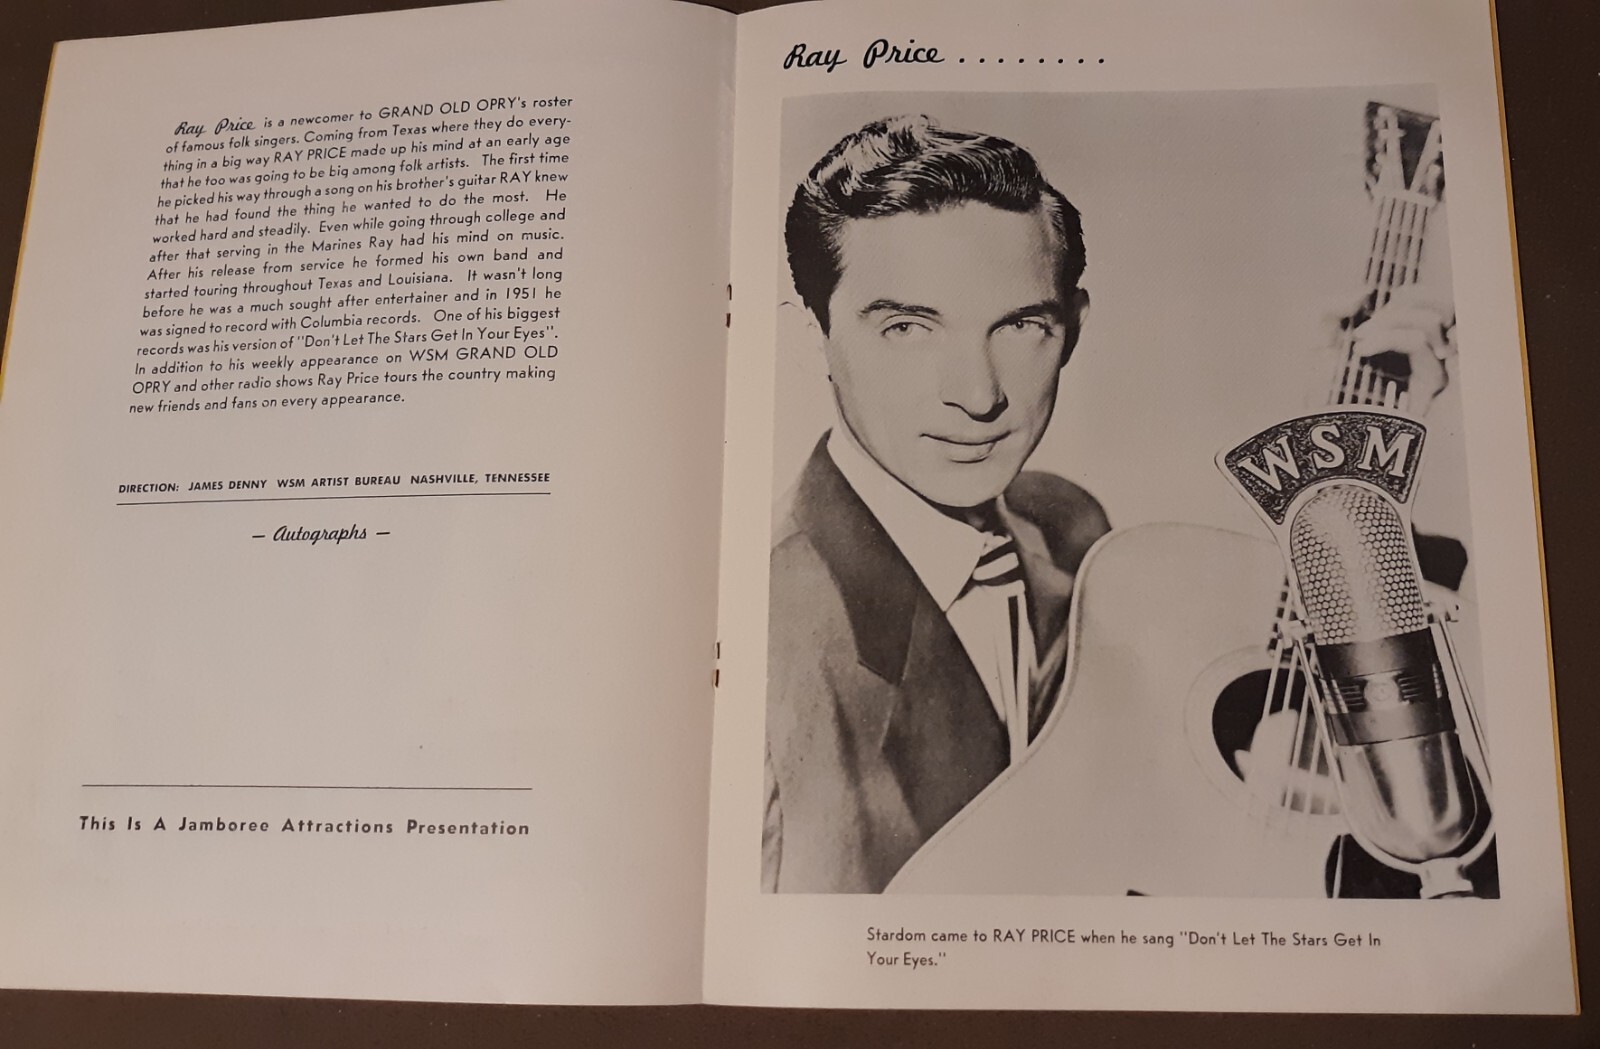 Ray Price is a newcomer to GRAND OLD OPRY's roster
of famous folk singers. Coming from Texas where they do every-
thing in a big way RAY PRICE made up his mind at an early age
that he too was going to be big among folk artists. The first time
he picked his way through a song on his brother's guitar RAY knew
that he had found the thing he wanted to do the most. He
worked hard and steadily. Even while going through college and
after that serving in the Marines Ray had his mind on music.
After his release from service he formed his own band and
started touring throughout Texas and Louisiana. It wasn't long
before he was a much sought after entertainer and in 1951 he
was signed to record with Columbia records. One of his biggest
records was his version of "Don't Let The Stars Get In Your Eyes".
In addition to his weekly appearance on WSM GRAND OLD
OPRY and other radio shows Ray Price tours the country making
new friends and fans on every appearance.
DIRECTION: JAMES DENNY WSM ARTIST BUREAU NASHVILLE, TENNESSEE
— Autographs —
This Is A Jamboree Attractions Presentation
Ray Price ........
WSM
Stardom came to RAY PRICE when he sang "Don't Let The Stars Get In
Your Eyes."